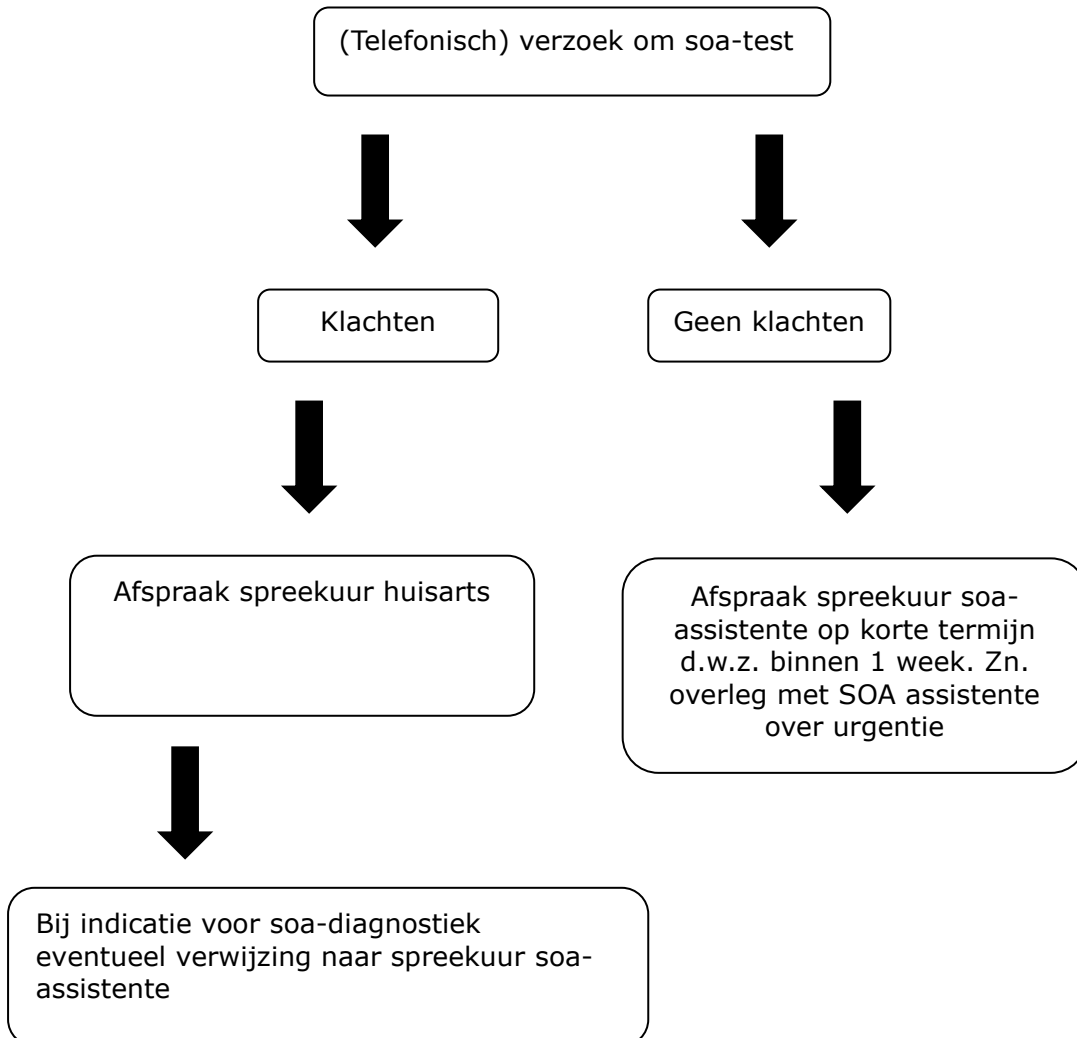 (Telefonisch) verzoek om soa-test
Klachten
Geen klachten
Afspraak spreekuur huisarts
Afspraak spreekuur soa-
assistente op korte termijn
d.w.z. binnen 1 week. Zn.
overleg met SOA assistente
over urgentie
Bij indicatie voor soa-diagnostiek
eventueel verwijzing naar spreekuur soa-
assistente